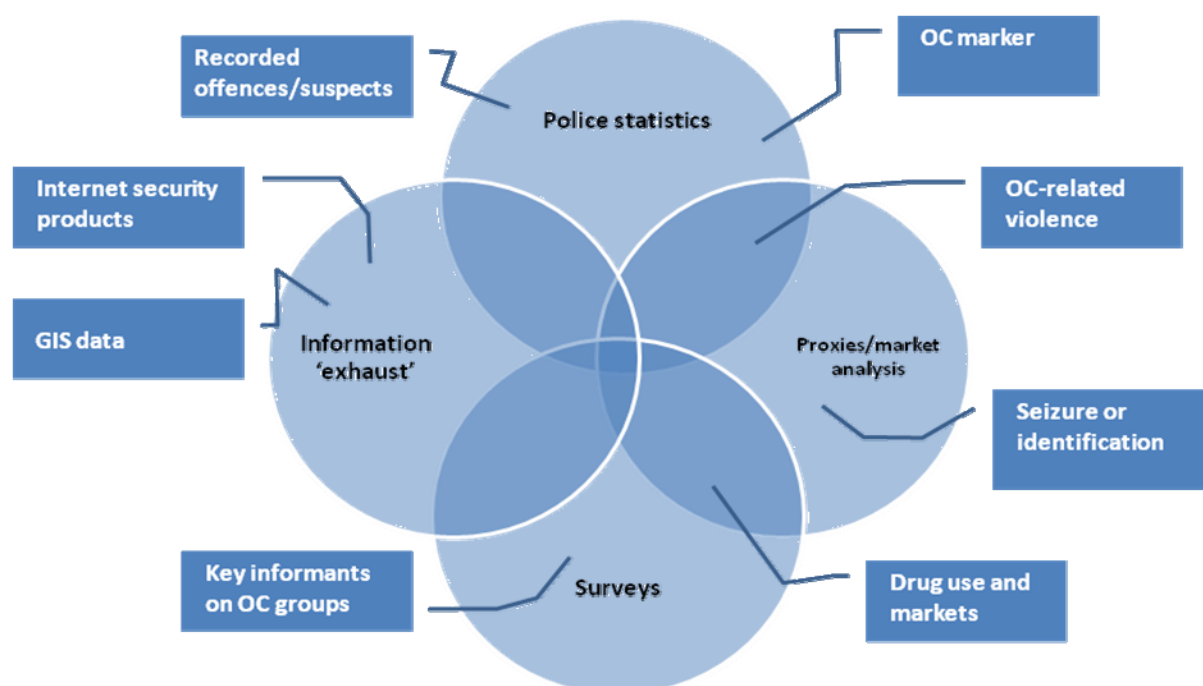 OC marker
Recorded
offences/suspects
Police statistics
Internet security
products
OC-related
violence
GIS data
Information
‘exhaust’
Proxies/market
analysis
Seizure or
identification
Key informants
on OC groups
Surveys
Drug use and
markets